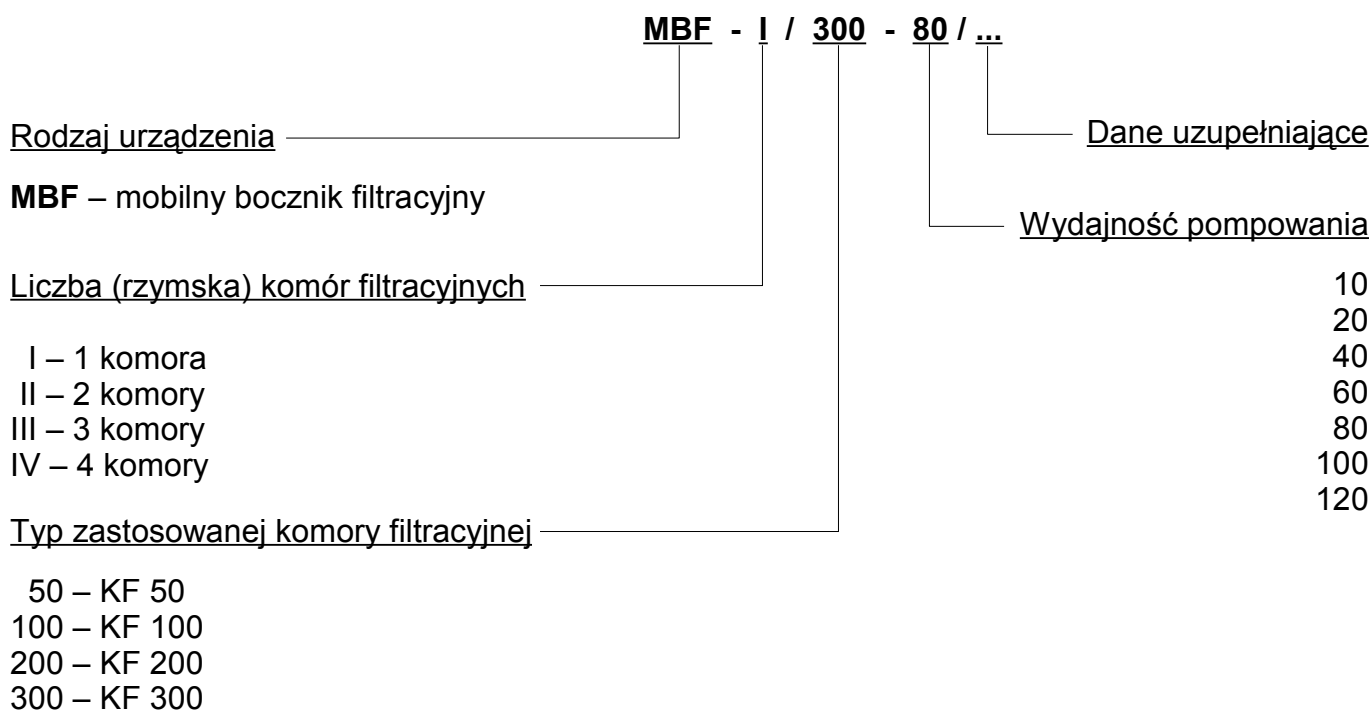 MBF - I / 300 - 80 / ...
Rodzaj urządzenia
MBF – mobilny bocznik filtracyjny
Liczba (rzymska) komór filtracyjnych
I – 1 komora
II – 2 komory
III – 3 komory
IV – 4 komory
Typ zastosowanej komory filtracyjnej
50 – KF 50
100 – KF 100
200 – KF 200
300 – KF 300
Dane uzupełniające
Wydajność pompowania
10
20
40
60
80
100
120